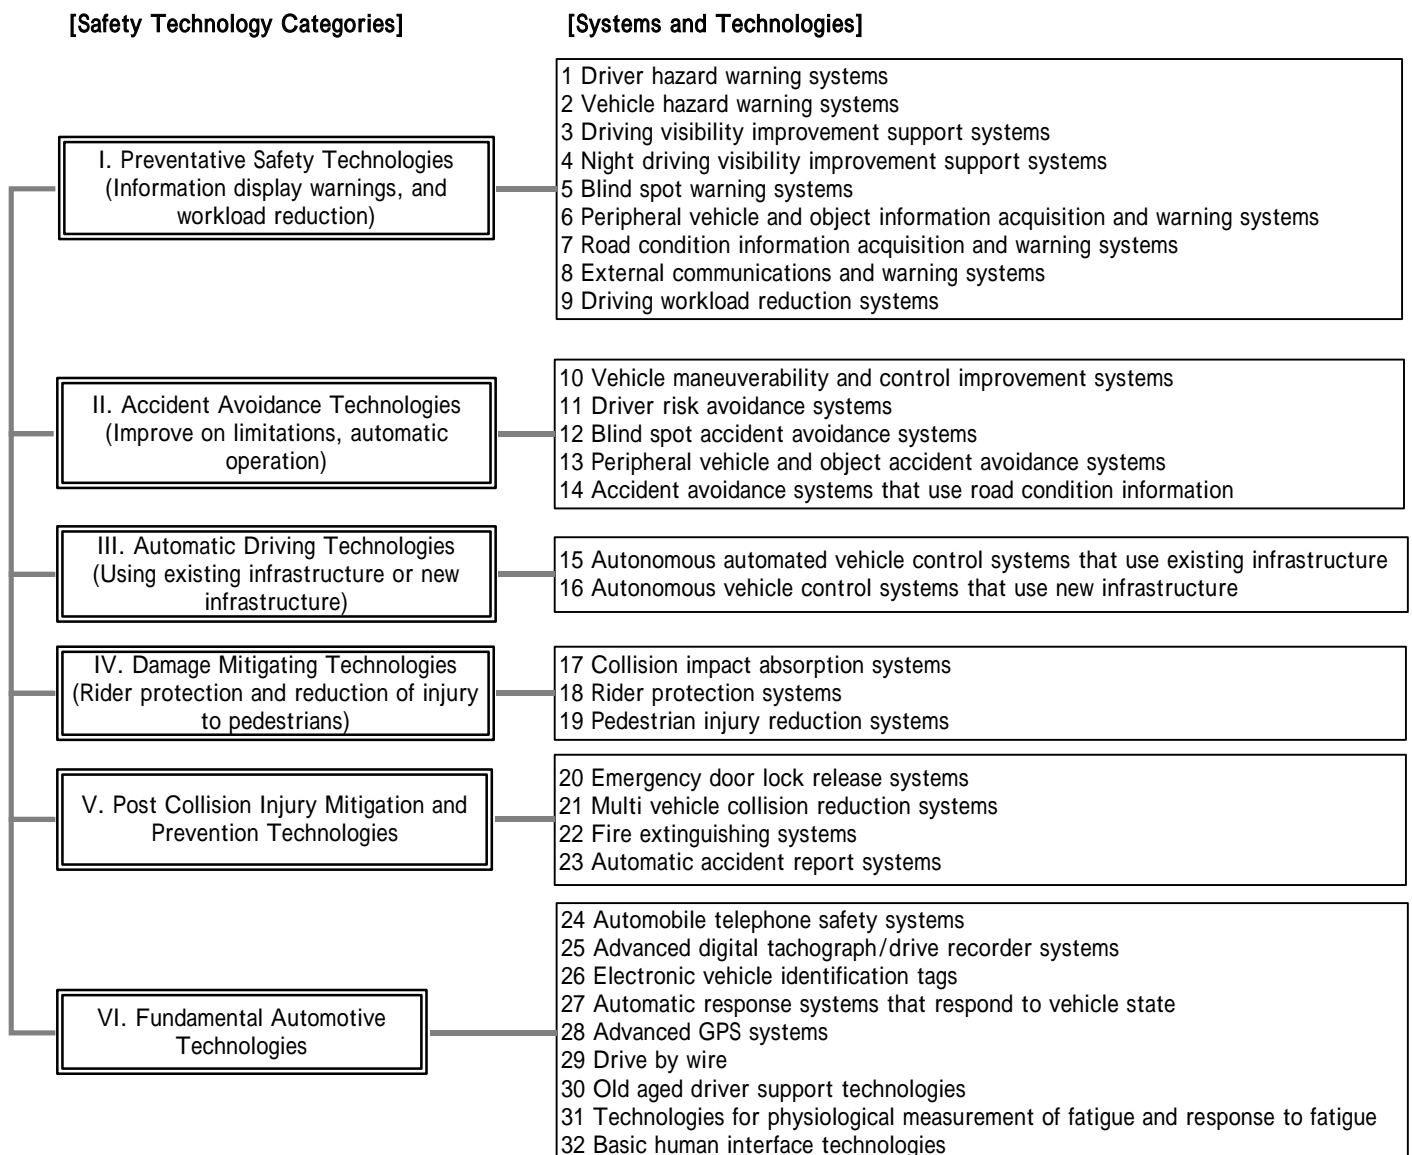 [Safety Technology Categories]
[Systems and Technologies]
I. Preventative Safety Technologies
(Information display warnings, and
workload reduction)
1 Driver hazard warning systems
2 Vehicle hazard warning systems
3 Driving visibility improvement support systems
4 Night driving visibility improvement support systems
5 Blind spot warning systems
6 Peripheral vehicle and object information acquisition and warning systems
7 Road condition information acquisition and warning systems
8 External communications and warning systems
9 Driving workload reduction systems
II. Accident Avoidance Technologies
(Improve on limitations, automatic
operation)
10 Vehicle maneuverability and control improvement systems
11 Driver risk avoidance systems
12 Blind spot accident avoidance systems
13 Peripheral vehicle and object accident avoidance systems
14 Accident avoidance systems that use road condition information
III. Automatic Driving Technologies
(Using existing infrastructure or new
infrastructure)
15 Autonomous automated vehicle control systems that use existing infrastructure
16 Autonomous vehicle control systems that use new infrastructure
IV. Damage Mitigating Technologies
(Rider protection and reduction of injury
to pedestrians)
17 Collision impact absorption systems
18 Rider protection systems
19 Pedestrian injury reduction systems
V. Post Collision Injury Mitigation and
Prevention Technologies
20 Emergency door lock release systems
21 Multi vehicle collision reduction systems
22 Fire extinguishing systems
23 Automatic accident report systems
VI. Fundamental Automotive
Technologies
24 Automobile telephone safety systems
25 Advanced digital tachograph/drive recorder systems
26 Electronic vehicle identification tags
27 Automatic response systems that respond to vehicle state
28 Advanced GPS systems
29 Drive by wire
30 Old aged driver support technologies
31 Technologies for physiological measurement of fatigue and response to fatigue
32 Basic human interface technologies